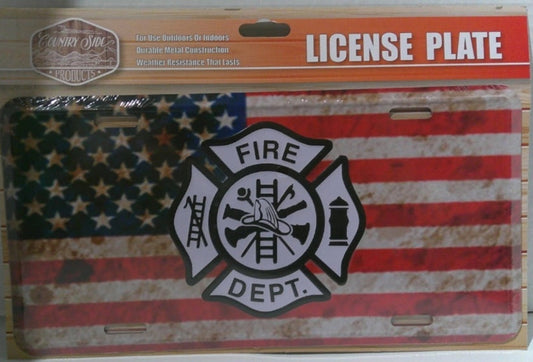 COUNTRY SIDE
PRODUCTS
For Use Outdoors Or Indoors
Durable Metal Construction
Weather Resistance That Lasts
LICENSE PLATE
FIRE
DEPT.